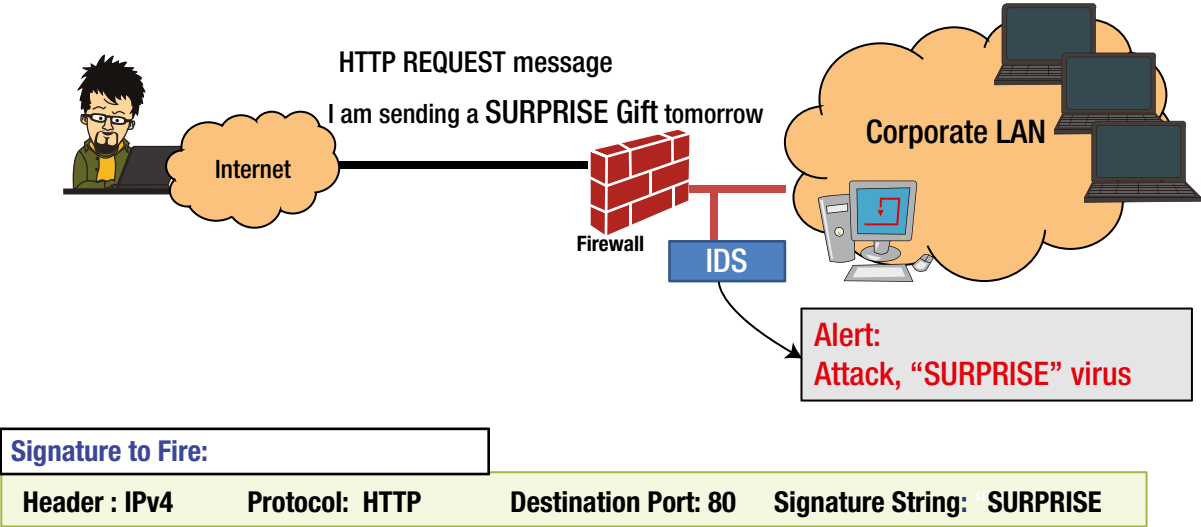 HTTP REQUEST message
I am sending a SURPRISE Gift tomorrow
Internet
Corporate LAN
Firewall
IDS
Alert:
Attack, “SURPRISE” virus
Signature to Fire:
Header : IPv4 Protocol: HTTP Destination Port: 80 Signature String: “SURPRISE